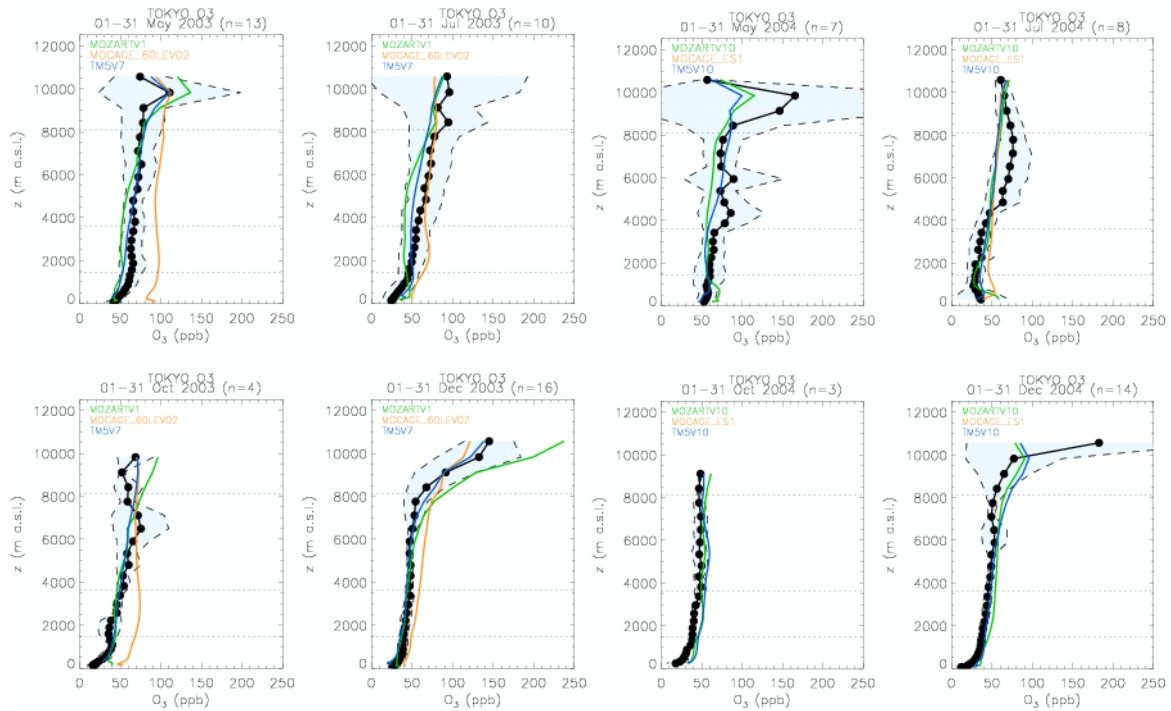 TOKYO O3
01-31 May 2003 (n=13)
MOZARTV1
MOCAGE_60LEV02
TM5V7
z (m a.s.l.)
12000
10000
8000
6000
4000
2000
0
0 50 100 150 200 250
O3 (ppb)
TOKYO O3
01-31 Jul 2003 (n=10)
MOZARTV1
MOCAGE_60LEV02
TM5V7
z (m a.s.l.)
12000
10000
8000
6000
4000
2000
0
0 50 100 150 200 250
O3 (ppb)
TOKYO O3
01-31 May 2004 (n=7)
MOZARTV10
MOCAGE_ES1
TM5V10
z (m a.s.l.)
12000
10000
8000
6000
4000
2000
0
0 50 100 150 200 250
O3 (ppb)
TOKYO O3
01-31 Jul 2004 (n=8)
MOZARTV10
MOCAGE_ES1
TM5V10
z (m a.s.l.)
12000
10000
8000
6000
4000
2000
0
0 50 100 150 200 250
O3 (ppb)
TOKYO O3
01-31 Oct 2003 (n=4)
MOZARTV1
MOCAGE_60LEV02
TM5V7
z (m a.s.l.)
12000
10000
8000
6000
4000
2000
0
0 50 100 150 200 250
O3 (ppb)
TOKYO O3
01-31 Dec 2003 (n=16)
MOZARTV1
MOCAGE_60LEV02
TM5V7
z (m a.s.l.)
12000
10000
8000
6000
4000
2000
0
0 50 100 150 200 250
O3 (ppb)
TOKYO O3
01-31 Oct 2004 (n=3)
MOZARTV10
MOCAGE_ES1
TM5V10
z (m a.s.l.)
12000
10000
8000
6000
4000
2000
0
0 50 100 150 200 250
O3 (ppb)
TOKYO O3
01-31 Dec 2004 (n=14)
MOZARTV10
MOCAGE_ES1
TM5V10
z (m a.s.l.)
12000
10000
8000
6000
4000
2000
0
0 50 100 150 200 250
O3 (ppb)